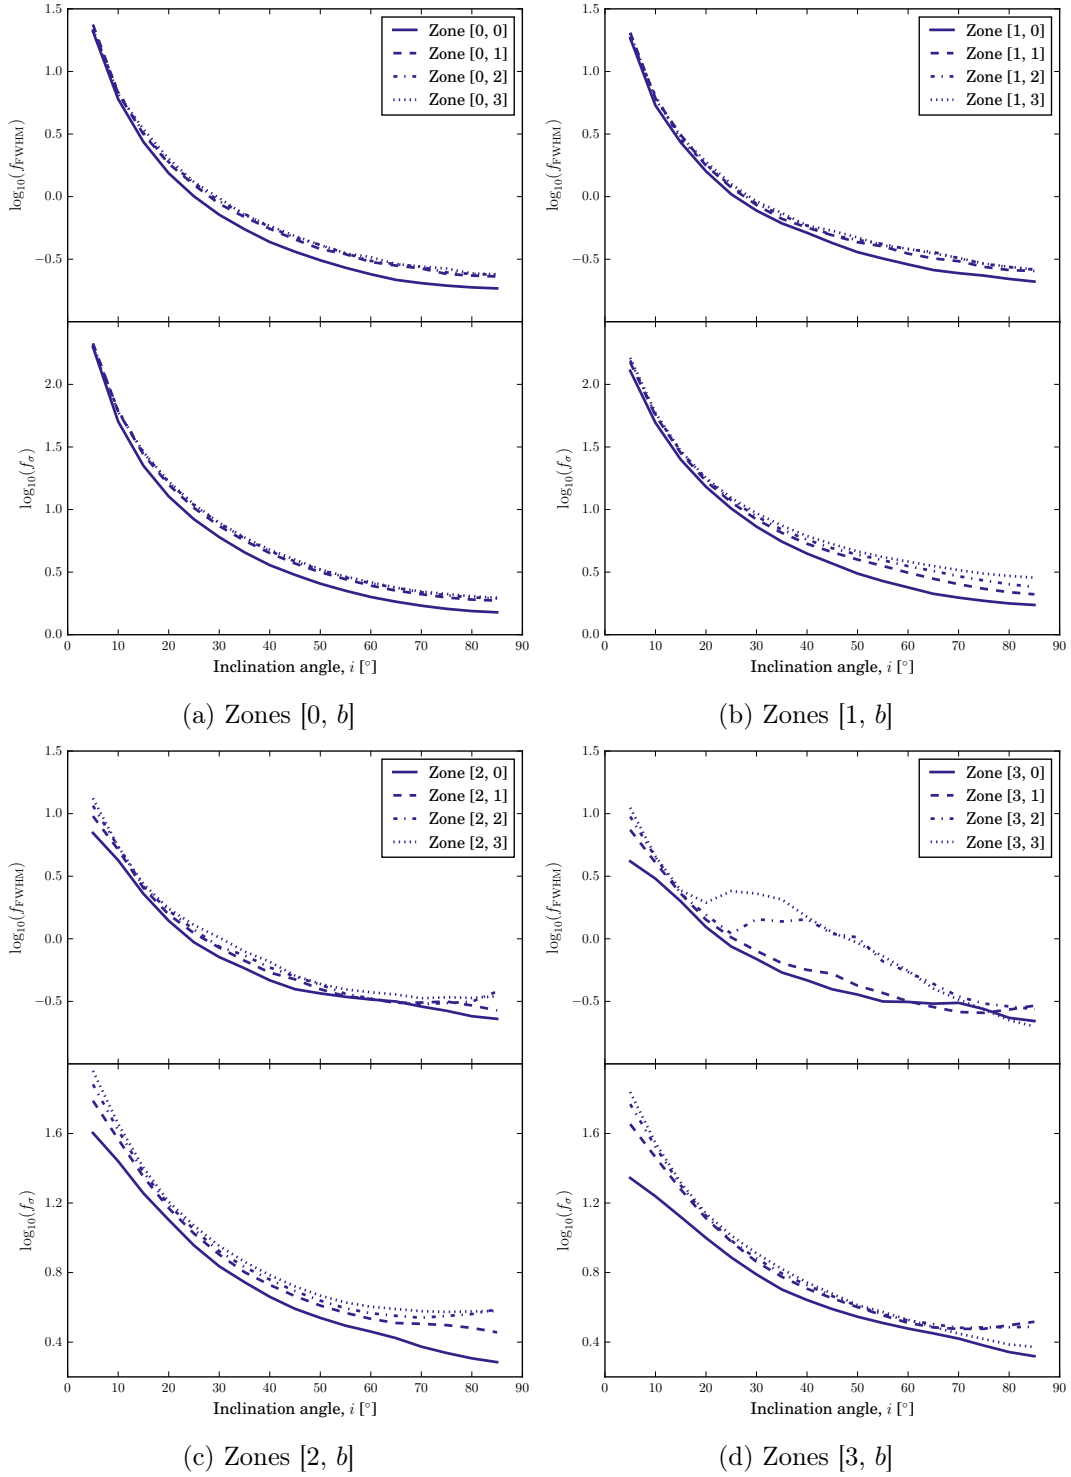 1.5
1.0
0.5
0.0
−0.5
log₁₀(f_FWHM)
Zone [0, 0]
Zone [0, 1]
Zone [0, 2]
Zone [0, 3]
2.0
1.5
1.0
0.5
0.0
log₁₀(f_σ)
0 10 20 30 40 50 60 70 80 90
Inclination angle, i [°]
(a) Zones [0, b]
1.5
1.0
0.5
0.0
−0.5
log₁₀(f_FWHM)
Zone [1, 0]
Zone [1, 1]
Zone [1, 2]
Zone [1, 3]
2.0
1.5
1.0
0.5
0.0
log₁₀(f_σ)
0 10 20 30 40 50 60 70 80 90
Inclination angle, i [°]
(b) Zones [1, b]
1.5
1.0
0.5
0.0
−0.5
log₁₀(f_FWHM)
Zone [2, 0]
Zone [2, 1]
Zone [2, 2]
Zone [2, 3]
1.6
1.2
0.8
0.4
log₁₀(f_σ)
0 10 20 30 40 50 60 70 80 90
Inclination angle, i [°]
(c) Zones [2, b]
1.5
1.0
0.5
0.0
−0.5
log₁₀(f_FWHM)
Zone [3, 0]
Zone [3, 1]
Zone [3, 2]
Zone [3, 3]
1.6
1.2
0.8
0.4
log₁₀(f_σ)
0 10 20 30 40 50 60 70 80 90
Inclination angle, i [°]
(d) Zones [3, b]